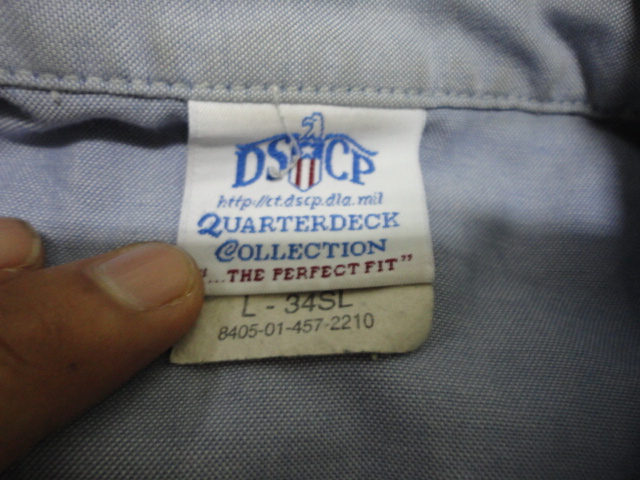 DSCP
http://ct.dscp.dla.mil
QUARTERDECK
COLLECTION
"...THE PERFECT FIT"
L - 34SL
8405-01-457-2210